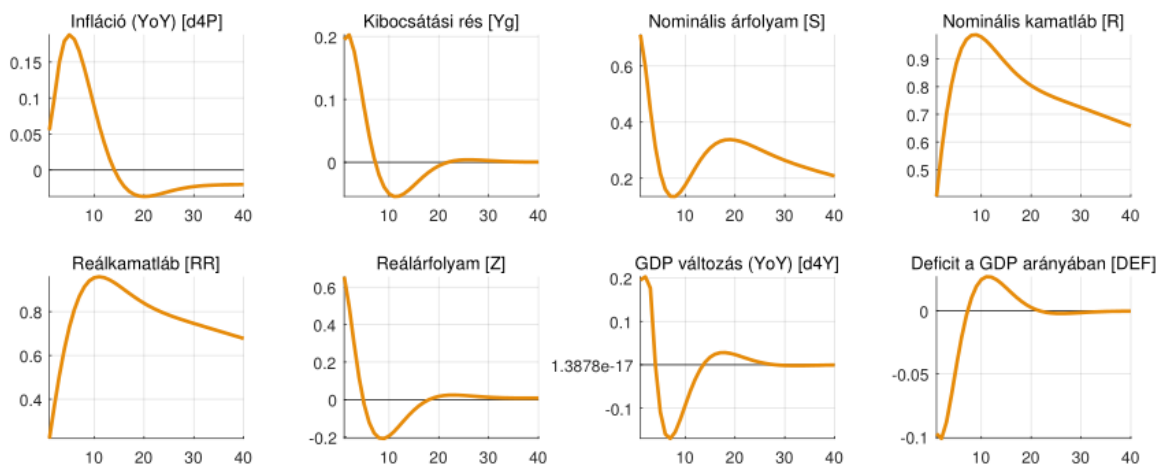 Infláció (YoY) [d4P]
0.15
0.1
0.05
0
10 20 30 40
Kibocsátási rés [Yg]
0.2
0.1
0
10 20 30 40
Nominális árfolyam [S]
0.6
0.4
0.2
10 20 30 40
Nominális kamatláb [R]
0.9
0.8
0.7
0.6
0.5
10 20 30 40
Reálkamatláb [RR]
0.8
0.6
0.4
10 20 30 40
Reálárfolyam [Z]
0.6
0.4
0.2
0
-0.2
10 20 30 40
GDP változás (YoY) [d4Y]
0.2
0.1
1.3878e-17
-0.1
10 20 30 40
Deficit a GDP arányában [DEF]
0
-0.05
-0.1
10 20 30 40